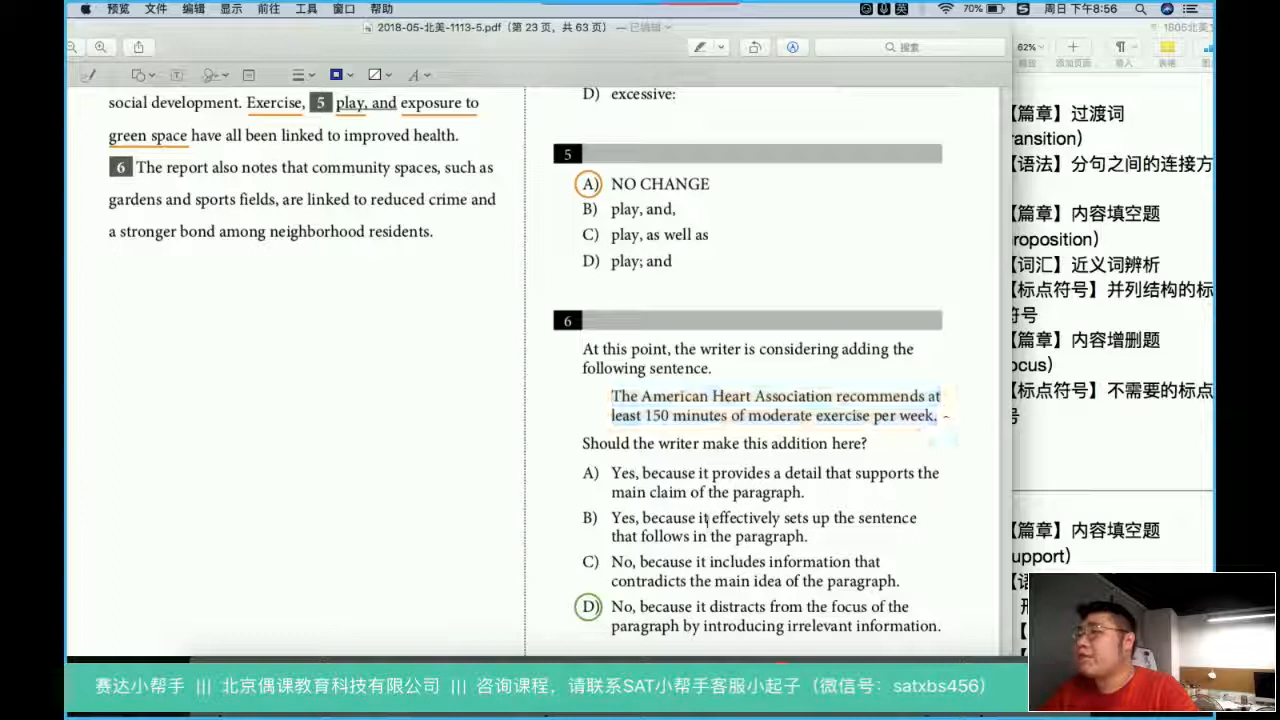 预览 文件 编辑 显示 前往 工具 窗口 帮助
英 70% 周日下午8:56
2018-05-北美-1113-5.pdf（第 23 页，共 63 页） — 已编辑
1805北美
搜索
62%
添加页面 插入 表格
social development. Exercise, 5 play, and exposure to
green space have all been linked to improved health.
6 The report also notes that community spaces, such as
gardens and sports fields, are linked to reduced crime and
a stronger bond among neighborhood residents.
D) excessive:
5
A) NO CHANGE
B) play, and,
C) play, as well as
D) play; and
6
At this point, the writer is considering adding the
following sentence.
The American Heart Association recommends at
least 150 minutes of moderate exercise per week.
Should the writer make this addition here?
A) Yes, because it provides a detail that supports the
main claim of the paragraph.
B) Yes, because it effectively sets up the sentence
that follows in the paragraph.
C) No, because it includes information that
contradicts the main idea of the paragraph.
D) No, because it distracts from the focus of the
paragraph by introducing irrelevant information.
【篇章】过渡词
ransition)
【语法】分句之间的连接方
【篇章】内容填空题
roposition)
【词汇】近义词辨析
【标点符号】并列结构的标
符号
【篇章】内容增删题
ocus)
【标点符号】不需要的标点
号
【篇章】内容填空题
upport)
赛达小帮手 ||| 北京偶课教育科技有限公司 ||| 咨询课程，请联系SAT小帮手客服小起子（微信号：satxbs456）